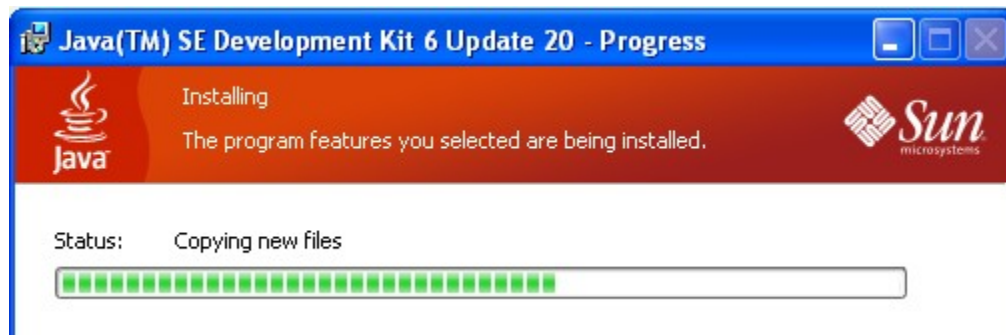 Java(TM) SE Development Kit 6 Update 20 - Progress
Installing
The program features you selected are being installed.
Java
Sun
microsystems
Status: Copying new files